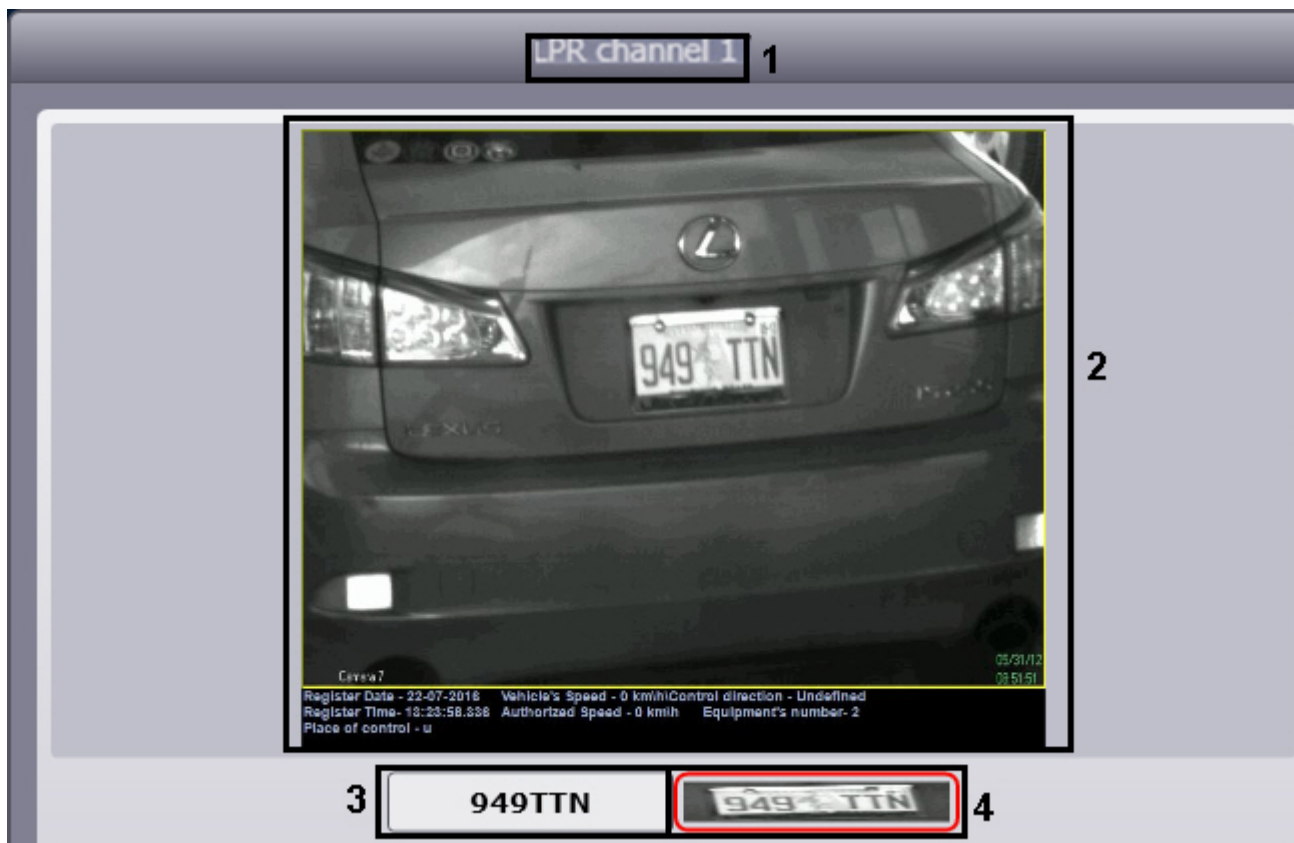 LPR channel 1
1
949 TTN
LEXUS
2
Camera 7
05/31/12
08:51:51
Register Date - 22-07-2016 Vehicle's Speed - 0 km\h\Control direction - Undefined
Register Time- 13:23:58.336 Authorized Speed - 0 km\h Equipment's number- 2
Place of control - u
3
949TTN
949 TTN
4